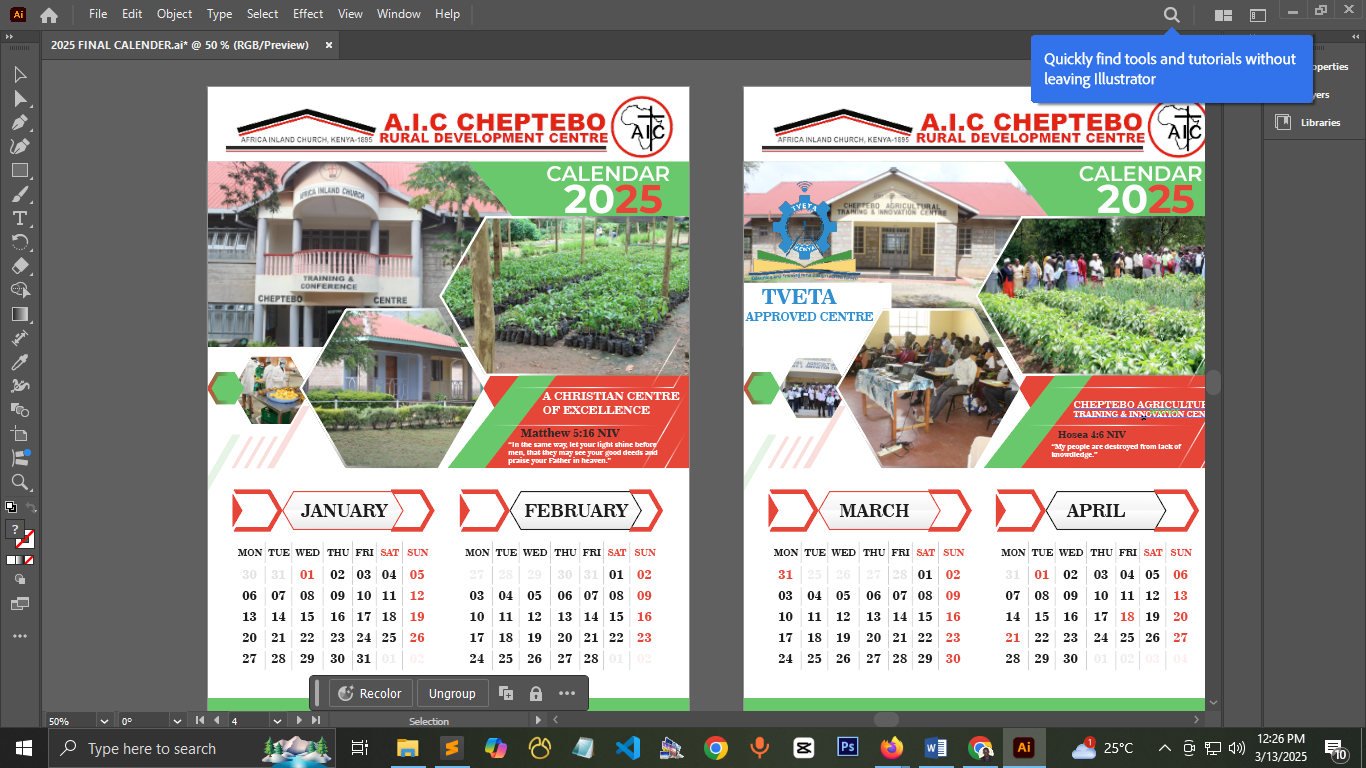 File Edit Object Type Select Effect View Window Help
2025 FINAL CALENDER.ai* @ 50 % (RGB/Preview) ×
Quickly find tools and tutorials without
leaving Illustrator
Libraries
A.I.C CHEPTEBO
AFRICA INLAND CHURCH, KENYA-1895 RURAL DEVELOPMENT CENTRE
AIC
CALENDAR
2025
AFRICA INLAND CHURCH
TRAINING &
CONFERENCE
CHEPTEBO CENTRE
A CHRISTIAN CENTRE
OF EXCELLENCE
Matthew 5:16 NIV
"In the same way, let your light shine before
men, that they may see your good deeds and
praise your Father in heaven."
JANUARY FEBRUARY
MON TUE WED THU FRI SAT SUN MON TUE WED THU FRI SAT SUN
30 31 01 02 03 04 05 27 28 29 30 31 01 02
06 07 08 09 10 11 12 03 04 05 06 07 08 09
13 14 15 16 17 18 19 10 11 12 13 14 15 16
20 21 22 23 24 25 26 17 18 19 20 21 22 23
27 28 29 30 31 01 02 24 25 26 27 28 01 02
A.I.C CHEPTEBO
AFRICA INLAND CHURCH, KENYA-1895 RURAL DEVELOPMENT CENTRE
AIC
CALENDAR
2025
TVETA
KENYA
CHEPTEBO AGRICULTURAL
TRAINING & INNOVATION CENTRE
TVETA
APPROVED CENTRE
CHEPTEBO AGRICULTUR
TRAINING & INNOVATION CEN
Hosea 4:6 NIV
"My people are destroyed from lack of
knowdledge."
MARCH APRIL
MON TUE WED THU FRI SAT SUN MON TUE WED THU FRI SAT SUN
31 25 26 27 28 01 02 31 01 02 03 04 05 06
03 04 05 06 07 08 09 07 08 09 10 11 12 13
10 11 12 13 14 15 16 14 15 16 17 18 19 20
17 18 19 20 21 22 23 21 22 23 24 25 26 27
24 25 26 27 28 29 30 28 29 30 01 02 03 04
Recolor Ungroup
50% 0° 4 Selection
Type here to search
25°C
12:26 PM
3/13/2025
10